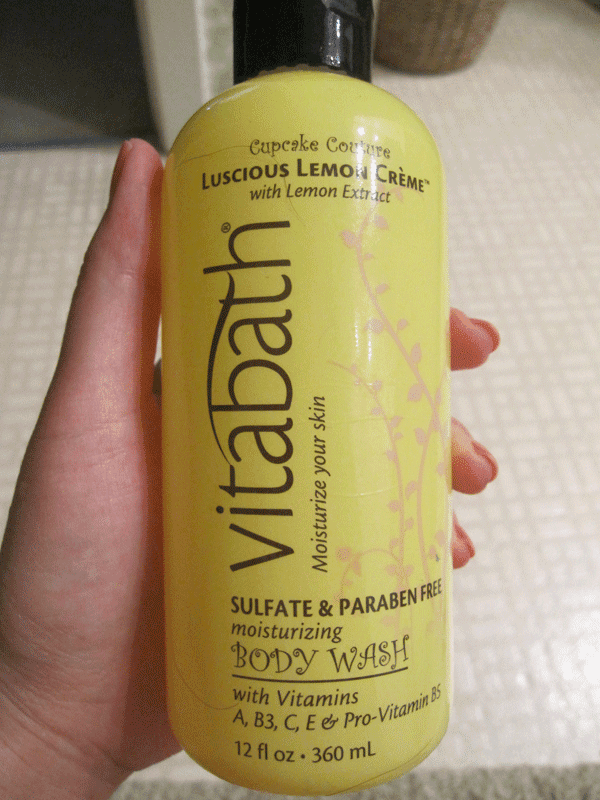 Cupcake Couture
LUSCIOUS LEMON CRÈME™
with Lemon Extract
vitabath®
Moisturize your skin
SULFATE & PARABEN FREE
moisturizing
BODY WASH
with Vitamins
A, B3, C, E & Pro-Vitamin B5
12 fl oz • 360 mL